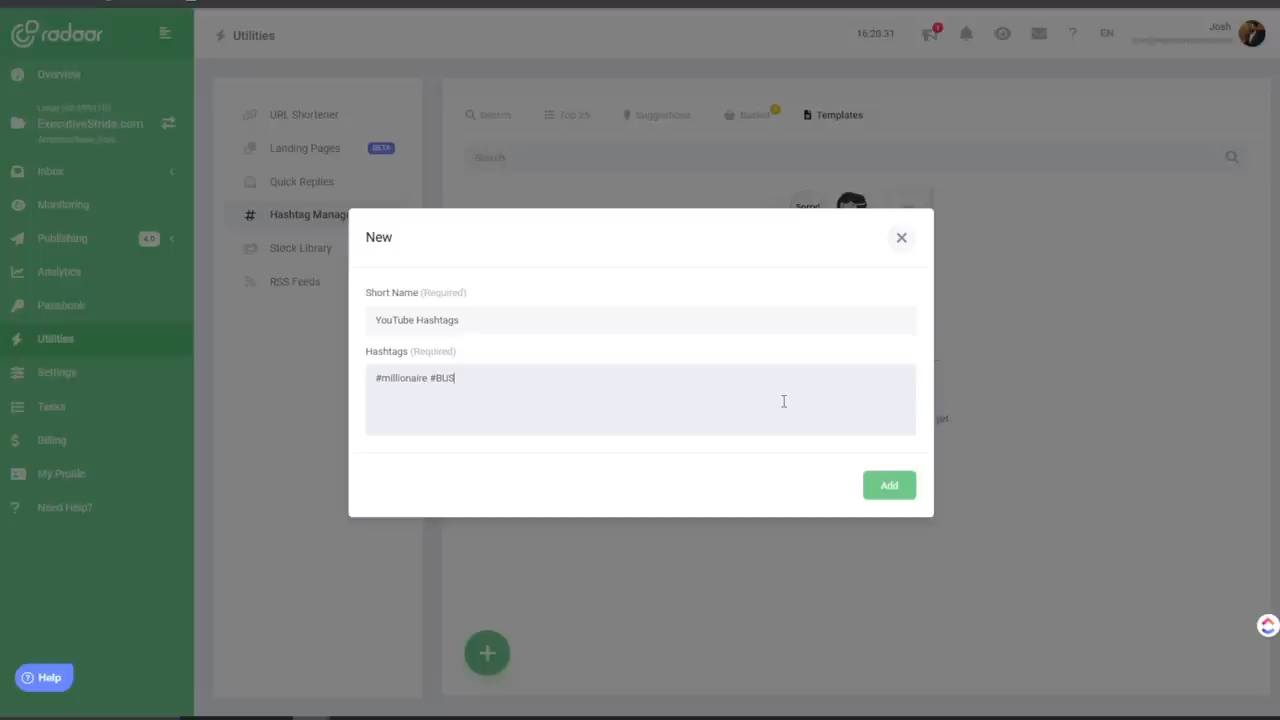 radaar
Utilities
16:20:31
EN
Josh
Overview
ExecutiveStride.com
Inbox
Monitoring
Publishing
4.0
Analytics
Passbook
Utilities
Settings
Tasks
Billing
My Profile
Need Help?
Help
URL Shortener
Landing Pages
BETA
Quick Replies
# Hashtag Manag
Stock Library
RSS Feeds
Search
Top 25
Suggestions
Basket
Templates
Search
New
Short Name (Required)
YouTube Hashtags
Hashtags (Required)
#millionaire #BUS
Add
yet